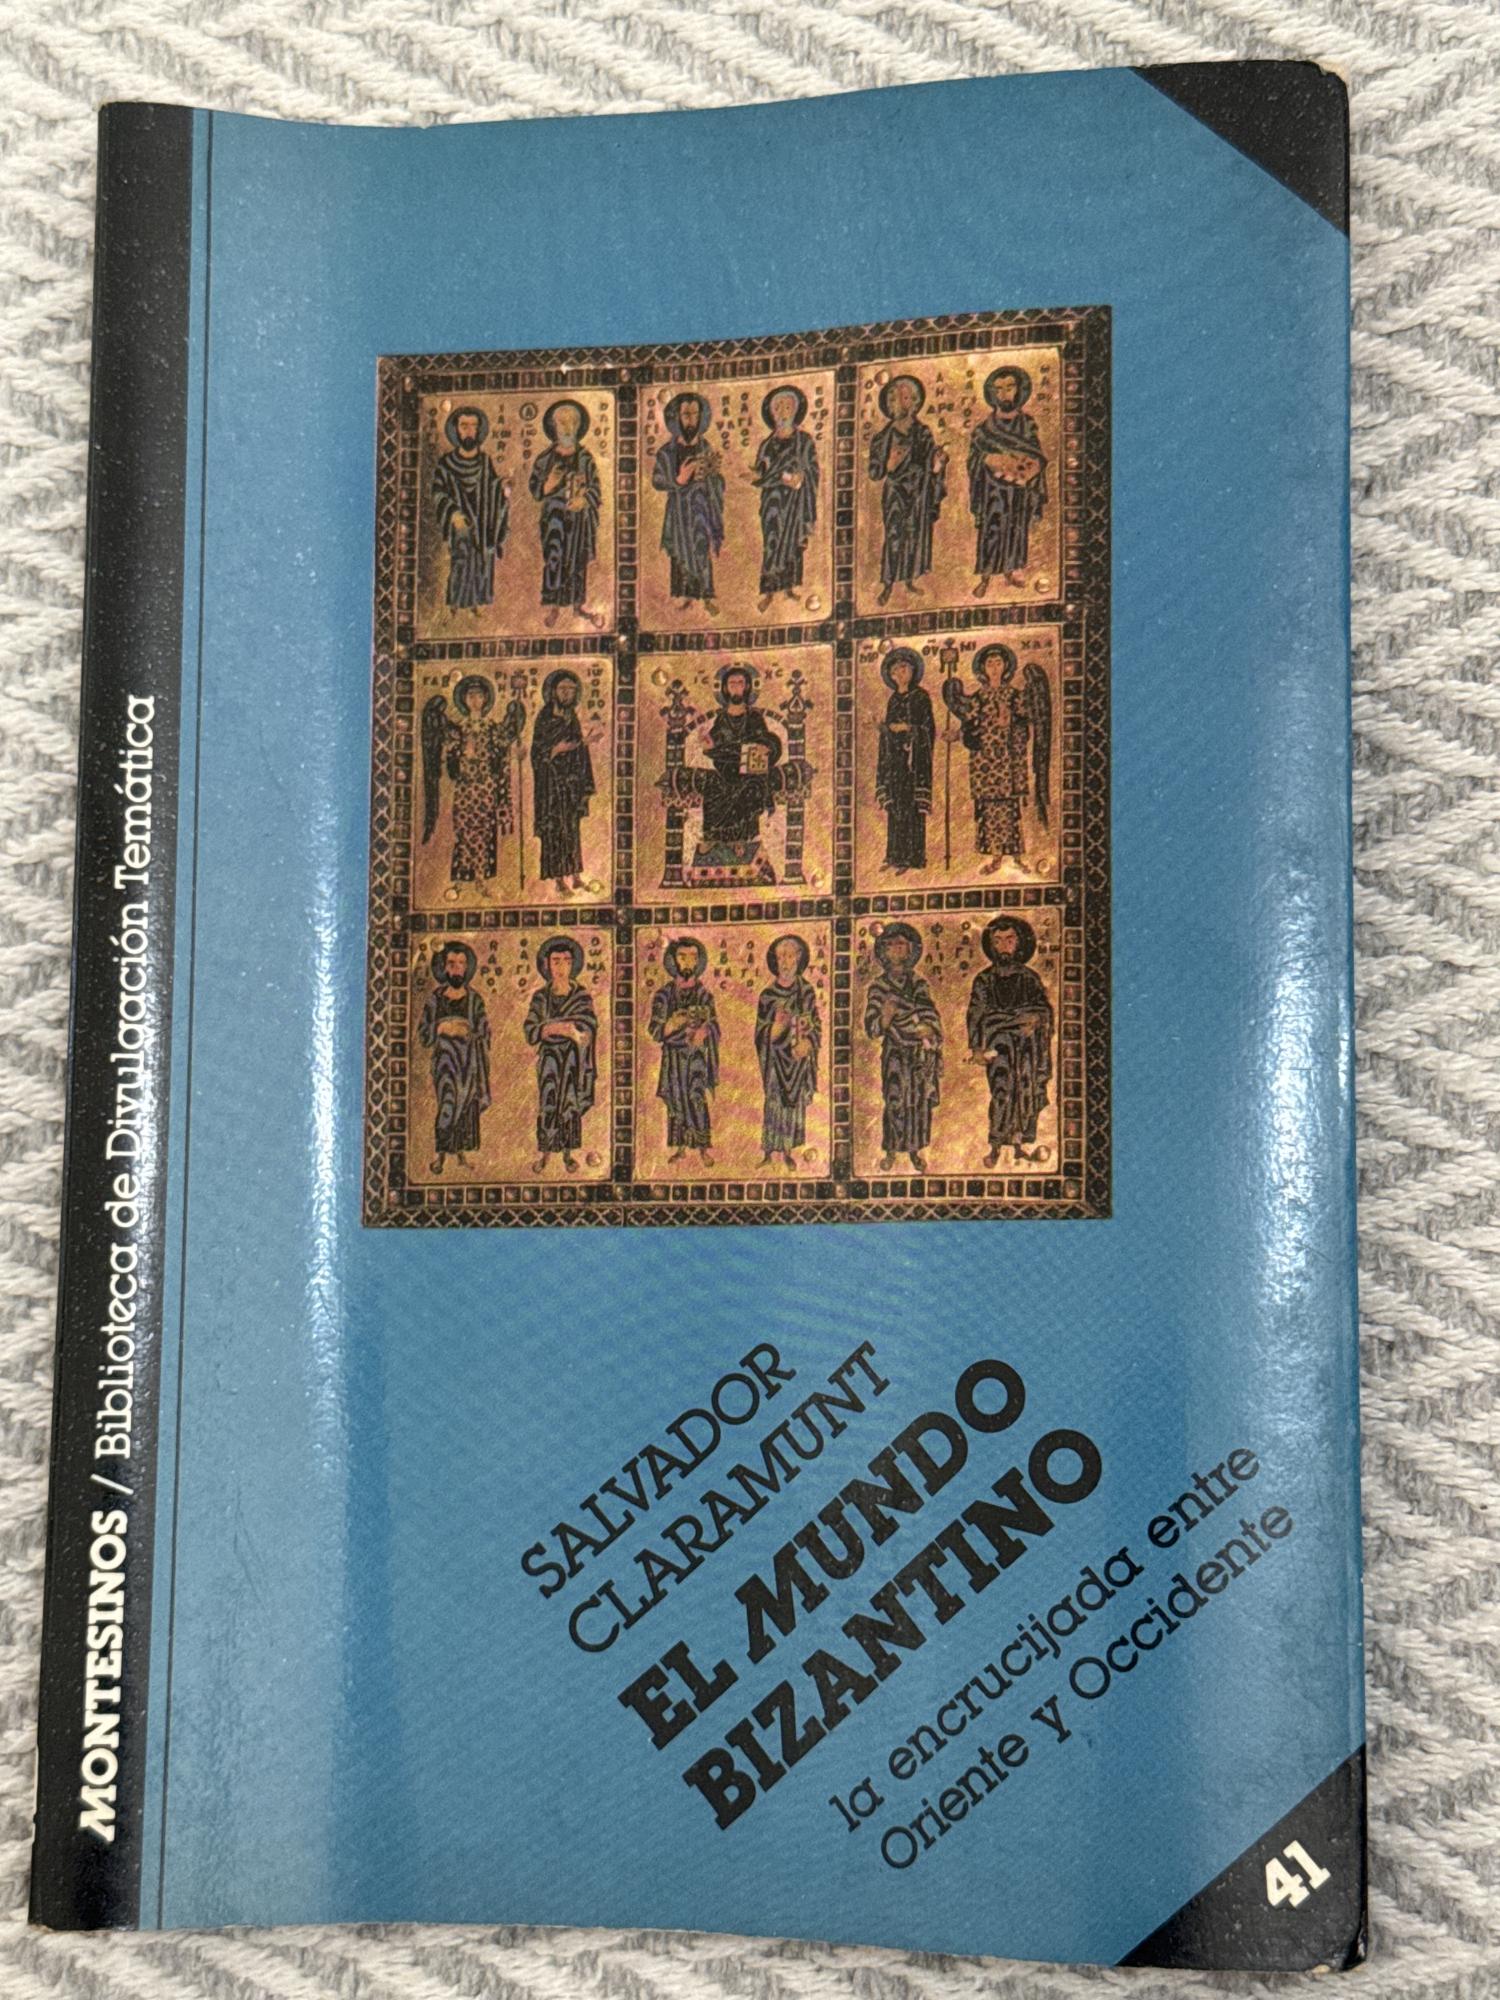 MONTESINOS / Biblioteca de Divulgación Temática
SALVADOR
CLARAMUNT
EL MUNDO
BIZANTINO
la encrucijada entre
Oriente y Occidente
41